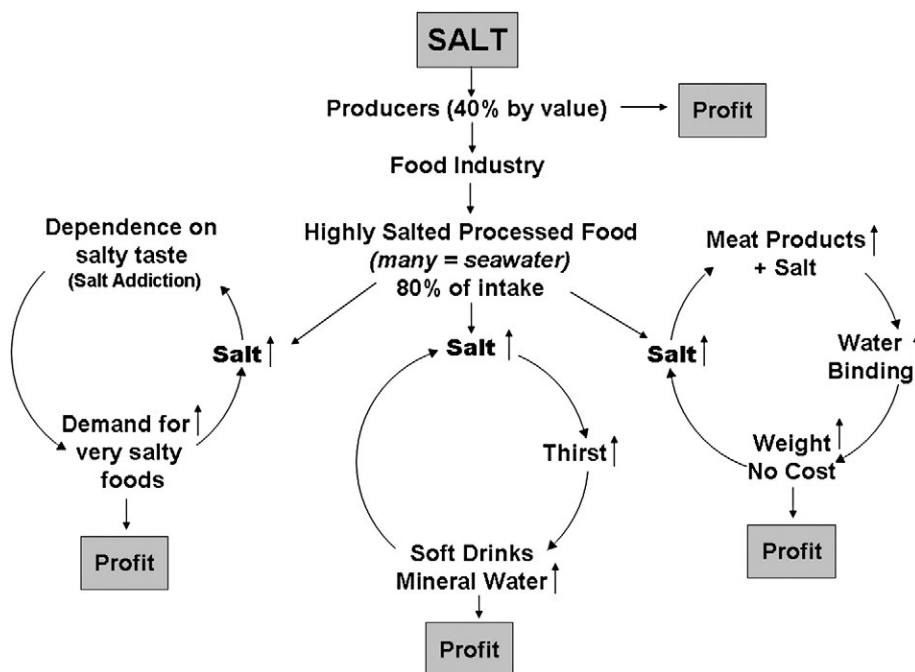 SALT
Producers (40% by value)
Profit
Food Industry
Highly Salted Processed Food
(many = seawater)
80% of intake
Dependence on
salty taste
(Salt Addiction)
Salt
Demand for
very salty
foods
Profit
Salt
Thirst
Soft Drinks
Mineral Water
Profit
Meat Products
+ Salt
Salt
Water
Binding
Weight
No Cost
Profit